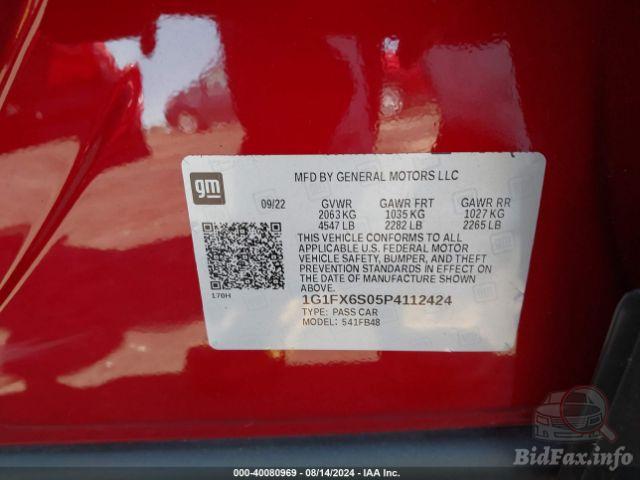 gm
MFD BY GENERAL MOTORS LLC
09/22 GVWR GAWR FRT GAWR RR
2063 KG 1035 KG 1027 KG
4547 LB 2282 LB 2265 LB
THIS VEHICLE CONFORMS TO ALL
APPLICABLE U.S. FEDERAL MOTOR
VEHICLE SAFETY, BUMPER, AND THEFT
PREVENTION STANDARDS IN EFFECT ON
THE DATE OF MANUFACTURE SHOWN
ABOVE.
170H
1G1FX6S05P4112424
TYPE: PASS CAR
MODEL: 541FB48
BidFax.info
000-40080969 - 08/14/2024 - IAA Inc.